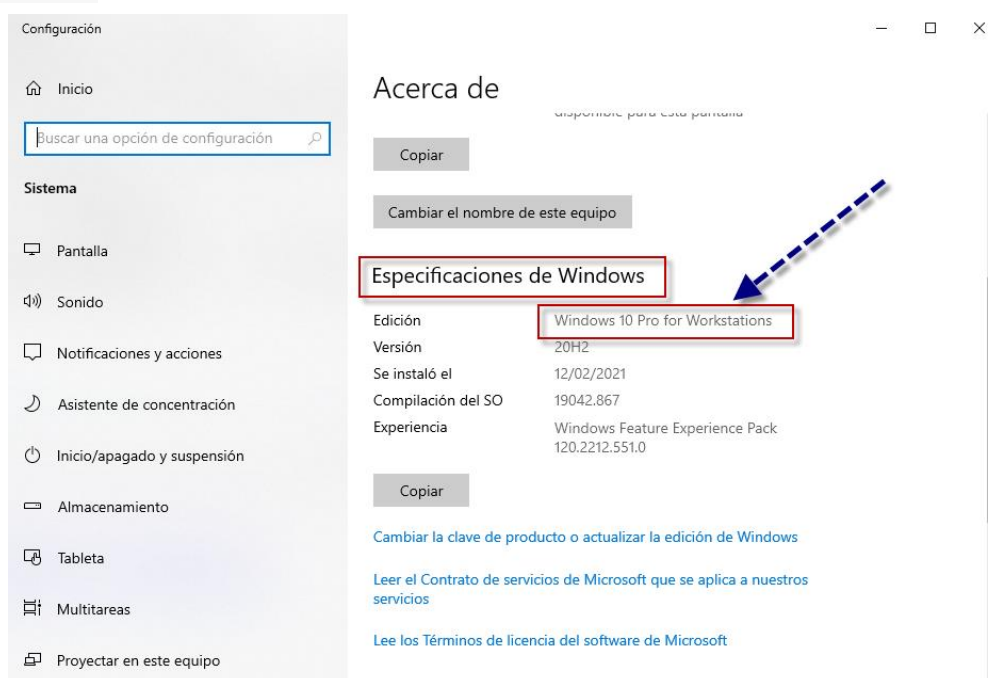 Configuración
Inicio
Buscar una opción de configuración
Sistema
Pantalla
Sonido
Notificaciones y acciones
Asistente de concentración
Inicio/apagado y suspensión
Almacenamiento
Tableta
Multitareas
Proyectar en este equipo
Acerca de
disponible para esta pantalla
Copiar
Cambiar el nombre de este equipo
Especificaciones de Windows
Edición Windows 10 Pro for Workstations
Versión 20H2
Se instaló el 12/02/2021
Compilación del SO 19042.867
Experiencia Windows Feature Experience Pack
120.2212.551.0
Copiar
Cambiar la clave de producto o actualizar la edición de Windows
Leer el Contrato de servicios de Microsoft que se aplica a nuestros
servicios
Lee los Términos de licencia del software de Microsoft